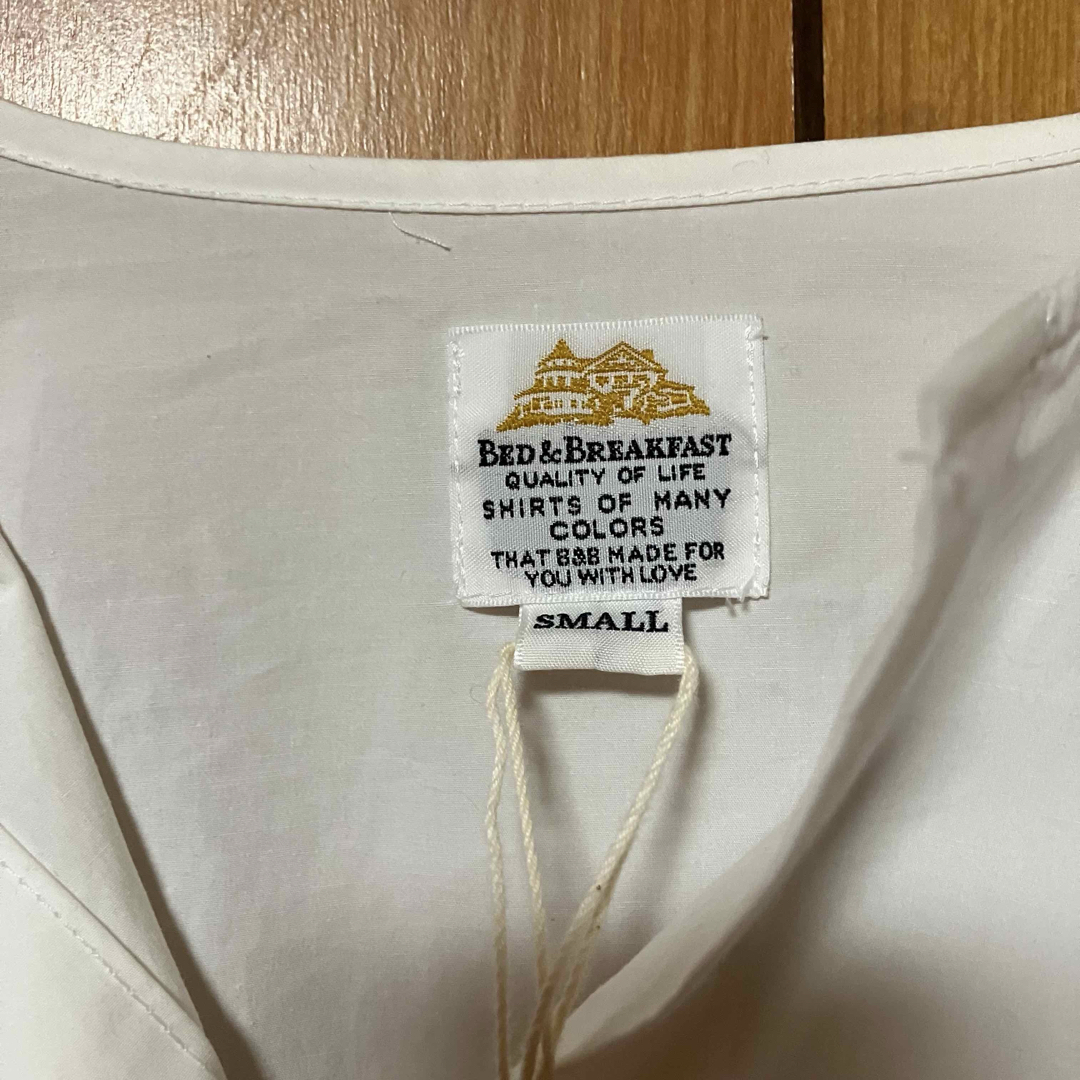 BED & BREAKFAST
QUALITY OF LIFE
SHIRTS OF MANY
COLORS
THAT B&B MADE FOR
YOU WITH LOVE
SMALL